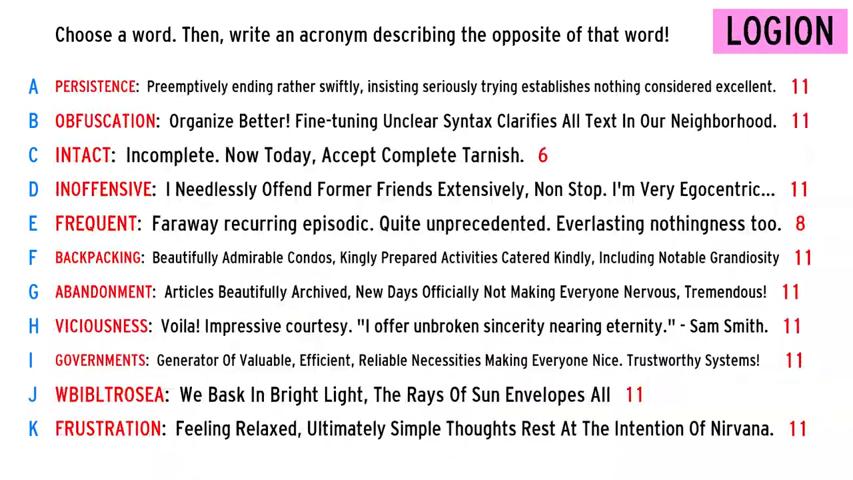 Choose a word. Then, write an acronym describing the opposite of that word!
LOGION
A PERSISTENCE: Preemptively ending rather swiftly, insisting seriously trying establishes nothing considered excellent. 11
B OBFUSCATION: Organize Better! Fine-tuning Unclear Syntax Clarifies All Text In Our Neighborhood. 11
C INTACT: Incomplete. Now Today, Accept Complete Tarnish. 6
D INOFFENSIVE: I Needlessly Offend Former Friends Extensively, Non Stop. I'm Very Egocentric... 11
E FREQUENT: Faraway recurring episodic. Quite unprecedented. Everlasting nothingness too. 8
F BACKPACKING: Beautifully Admirable Condos, Kingly Prepared Activities Catered Kindly, Including Notable Grandiosity 11
G ABANDONMENT: Articles Beautifully Archived, New Days Officially Not Making Everyone Nervous, Tremendous! 11
H VICIOUSNESS: Voila! Impressive courtesy. "I offer unbroken sincerity nearing eternity." - Sam Smith. 11
I GOVERNMENTS: Generator Of Valuable, Efficient, Reliable Necessities Making Everyone Nice. Trustworthy Systems! 11
J WBIBLTROSEA: We Bask In Bright Light, The Rays Of Sun Envelopes All 11
K FRUSTRATION: Feeling Relaxed, Ultimately Simple Thoughts Rest At The Intention Of Nirvana. 11